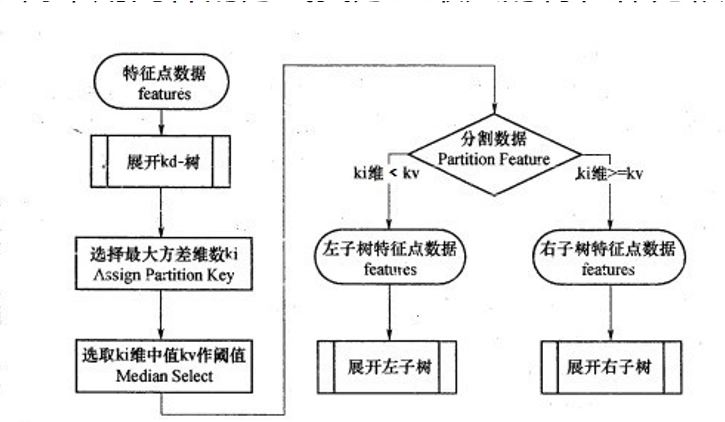 特征点数据
features
展开kd-树
选择最大方差维数ki
Assign Partition Key
选取ki维中值kv作阈值
Median Select
分割数据
Partition Feature
ki维 < kv
ki维>=kv
左子树特征点数据
features
右子树特征点数据
features
展开左子树
展开右子树